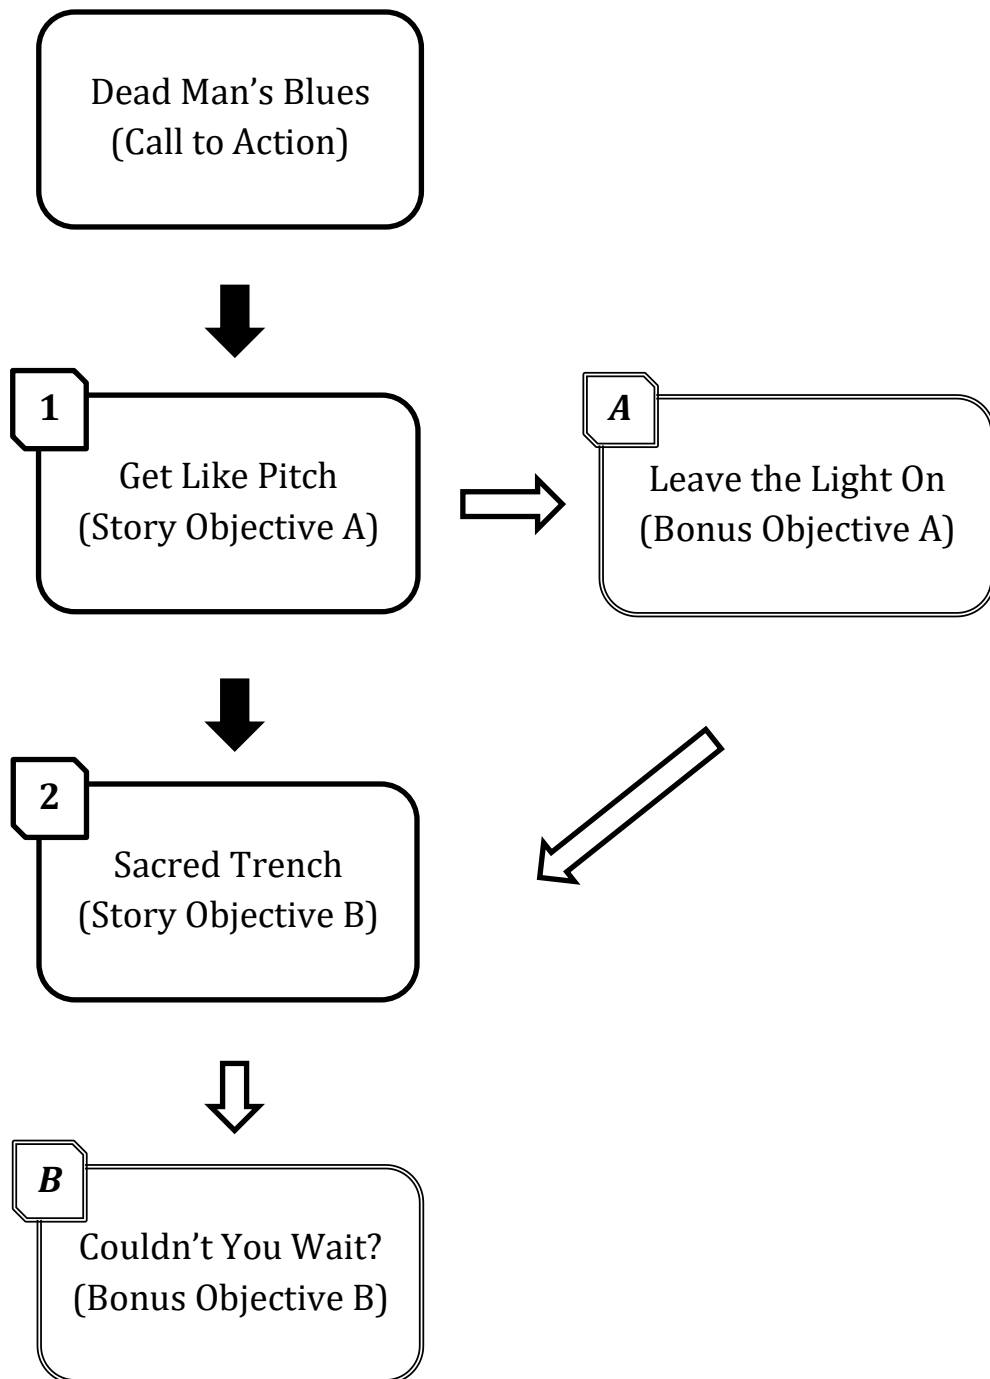 Dead Man’s Blues
(Call to Action)
1
Get Like Pitch
(Story Objective A)
A
Leave the Light On
(Bonus Objective A)
2
Sacred Trench
(Story Objective B)
B
Couldn’t You Wait?
(Bonus Objective B)